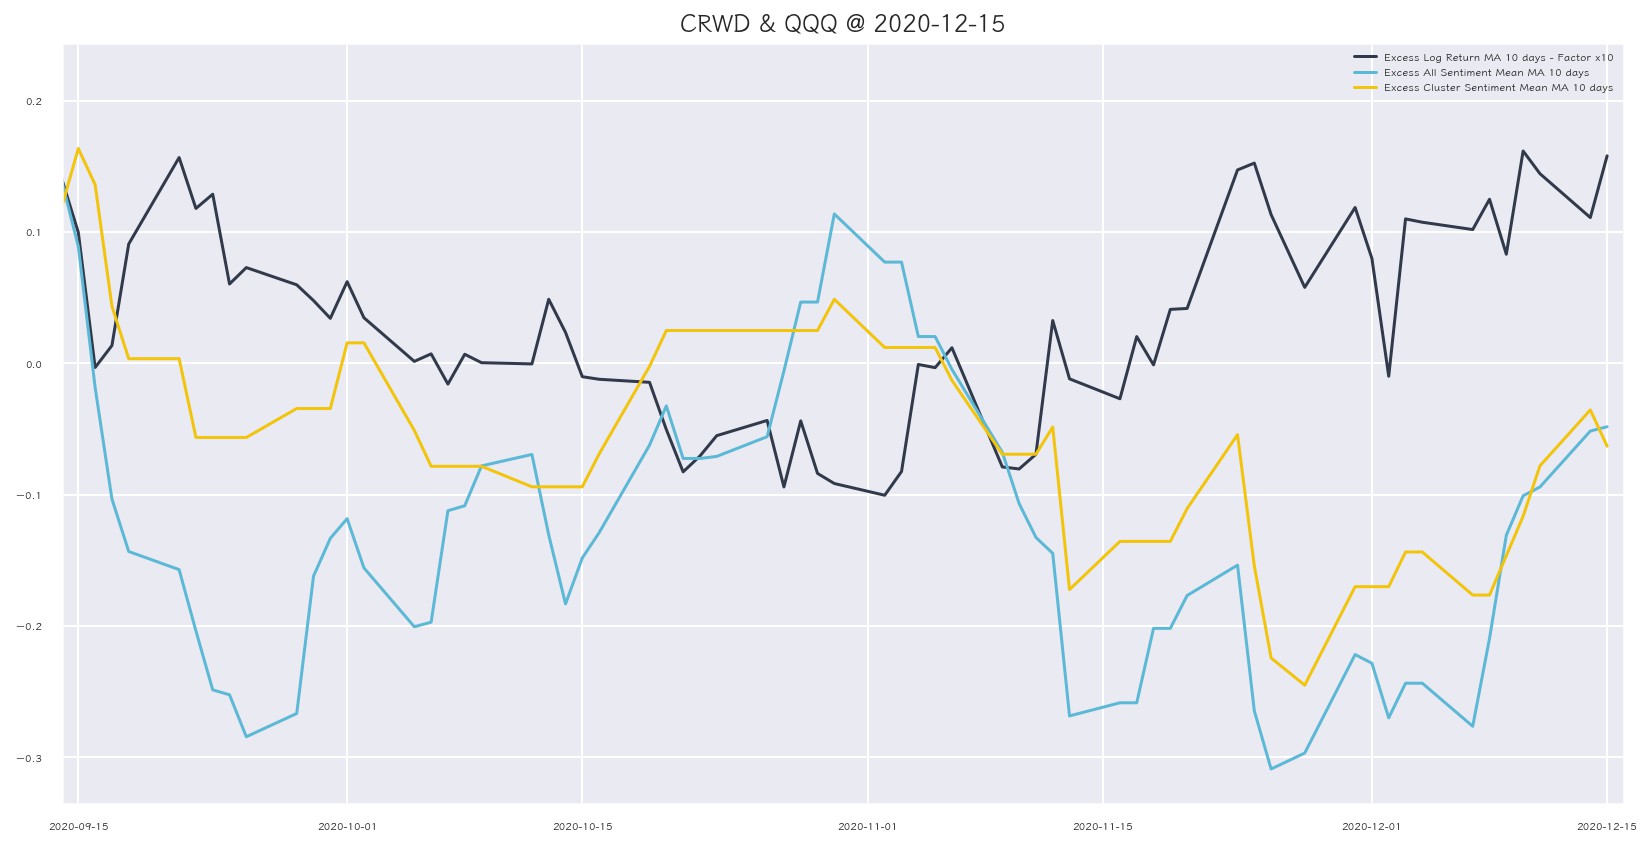 CRWD & QQQ @ 2020-12-15
Excess Log Return MA 10 days - Factor x10
Excess All Sentiment Mean MA 10 days
Excess Cluster Sentiment Mean MA 10 days
0.2
0.1
0.0
−0.1
−0.2
−0.3
2020-09-15 2020-10-01 2020-10-15 2020-11-01 2020-11-15 2020-12-01 2020-12-15